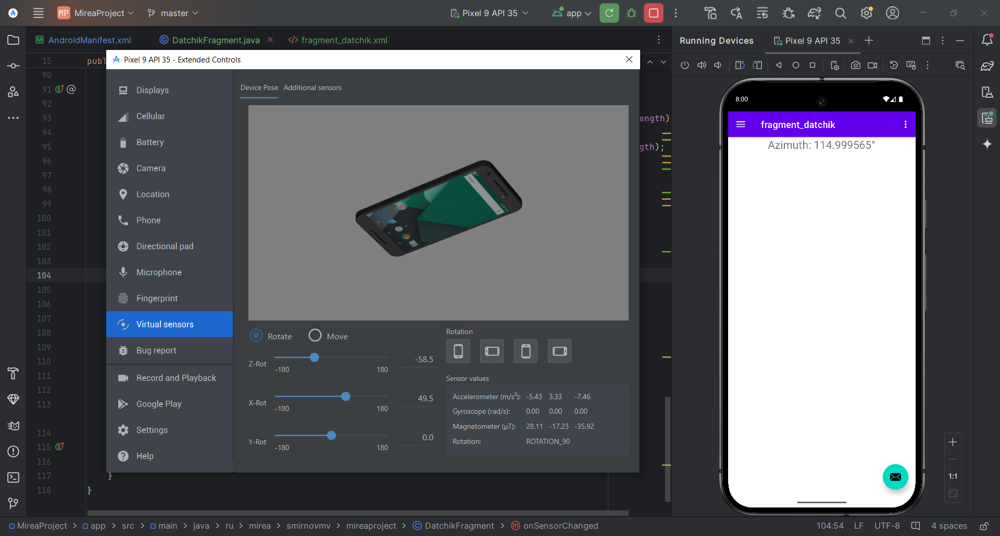 MP MireaProject master Pixel 9 API 35 app
AndroidManifest.xml DatchikFragment.java fragment_datchik.xml Running Devices Pixel 9 API 35
15 publ
Pixel 9 API 35 - Extended Controls
90
91
92
93
94
95
96
97
98
99
100
101
102
103
104
105
106
107
108
109
110
111
112
113
114
115
116
117 }
118 }
ength)
gth);
Displays
Cellular
Battery
Camera
Location
Phone
Directional pad
Microphone
Fingerprint
Virtual sensors
Bug report
Record and Playback
Google Play
Settings
Help
Device Pose Additional sensors
Rotate Move
Z-Rot -58.5
-180 180
X-Rot 49.5
-180 180
Y-Rot 0.0
-180 180
Rotation
Sensor values
Accelerometer (m/s²): -5.43 3.33 -7.46
Gyroscope (rad/s): 0.00 0.00 0.00
Magnetometer (μT): 28.11 -17.23 -35.92
Rotation: ROTATION_90
8:00
fragment_datchik
Azimuth: 114.999565°
1:1
MireaProject > app > src > main > java > ru > mirea > smirnovmv > mireaproject > DatchikFragment > onSensorChanged 104:54 LF UTF-8 4 spaces